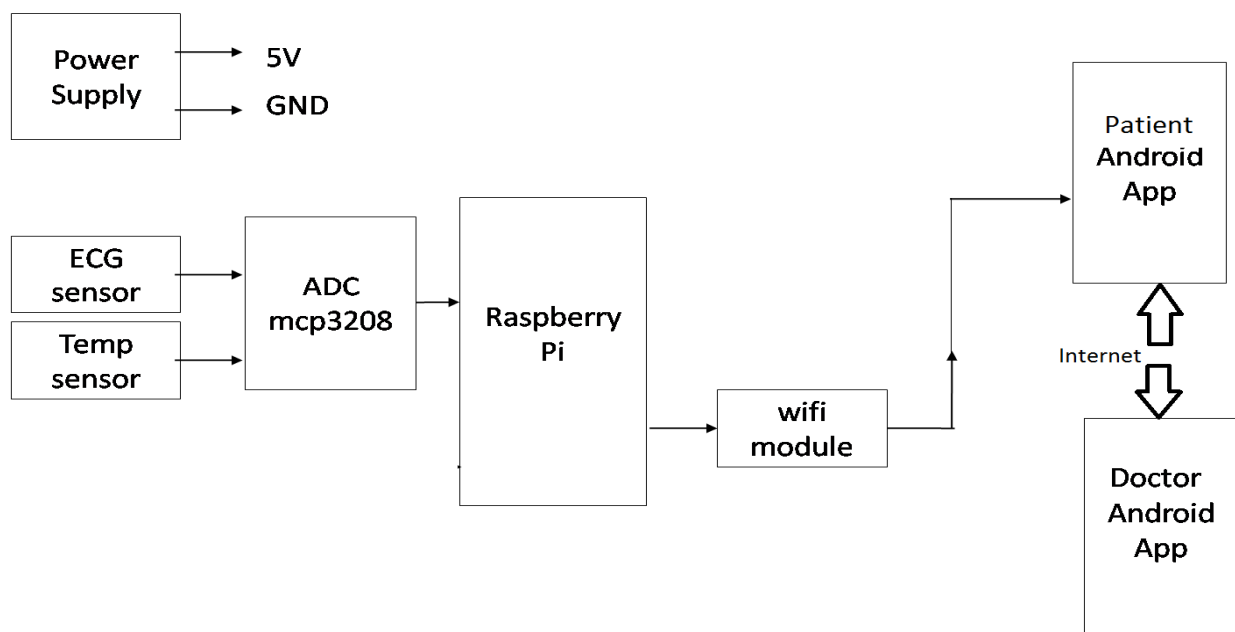 Power
Supply
5V
GND
ECG
sensor
Temp
sensor
ADC
mcp3208
Raspberry
Pi
wifi
module
Patient
Android
App
Internet
Doctor
Android
App